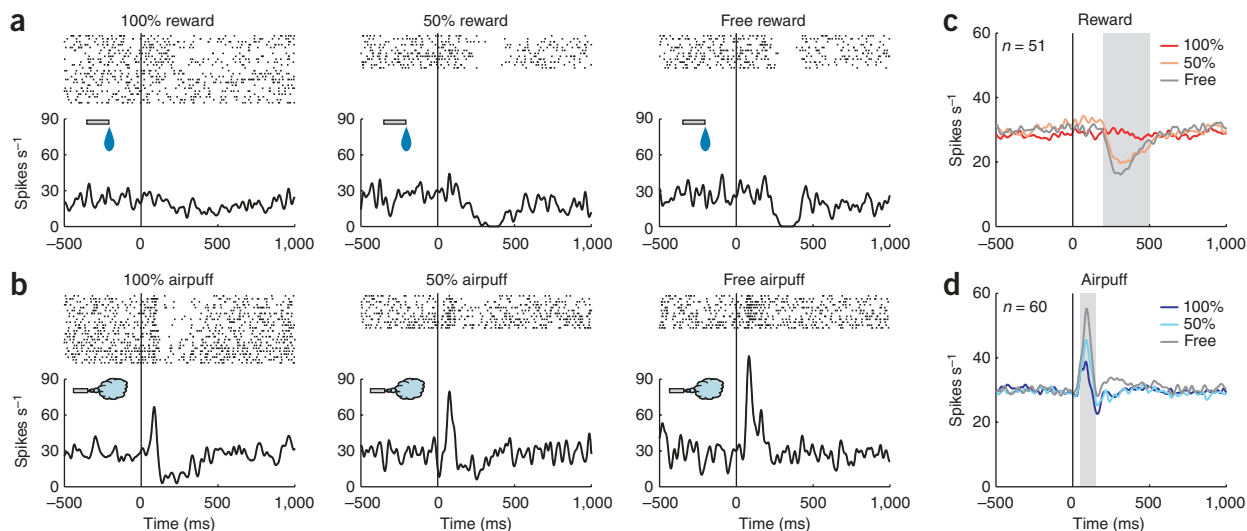 a
100% reward
50% reward
Free reward
Spikes s⁻¹
90
60
30
0
–500 0 500 1,000
90
60
30
0
–500 0 500 1,000
90
60
30
0
–500 0 500 1,000
b
100% airpuff
50% airpuff
Free airpuff
Spikes s⁻¹
90
60
30
0
–500 0 500 1,000
Time (ms)
90
60
30
0
–500 0 500 1,000
Time (ms)
90
60
30
0
–500 0 500 1,000
Time (ms)
c
Reward
n = 51
100%
50%
Free
Spikes s⁻¹
60
40
20
0
–500 0 500 1,000
d
Airpuff
n = 60
100%
50%
Free
Spikes s⁻¹
60
40
20
0
–500 0 500 1,000
Time (ms)